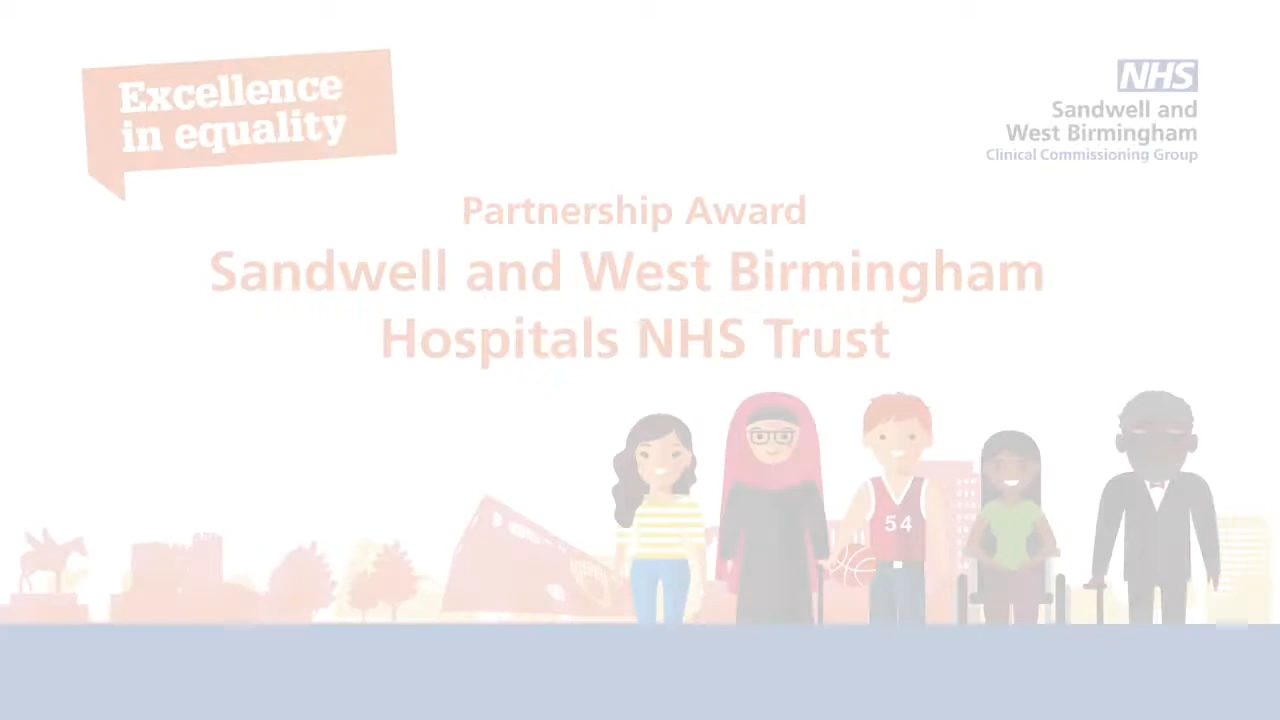 Excellence
in equality
NHS
Sandwell and
West Birmingham
Clinical Commissioning Group
Partnership Award
Sandwell and West Birmingham
Hospitals NHS Trust
54